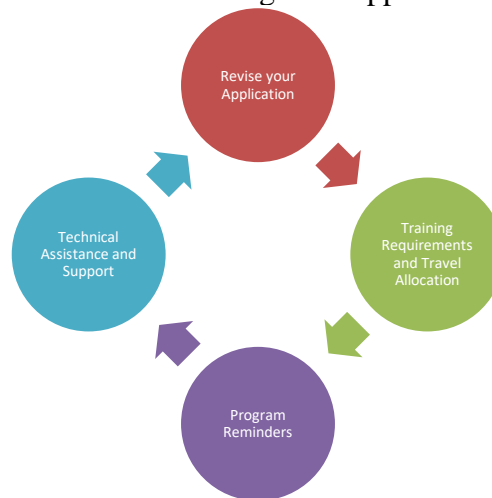 Revise your
Application
Training
Requirements
and Travel
Allocation
Technical
Assistance and
Support
Program
Reminders